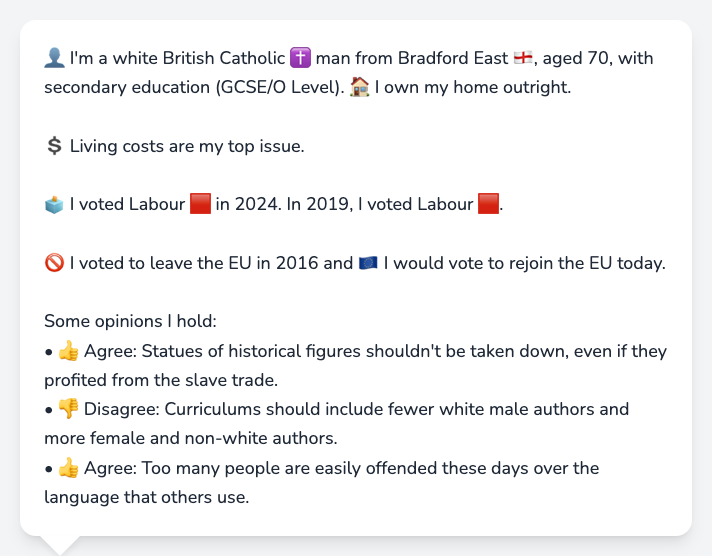 👤 I'm a white British Catholic ✝️ man from Bradford East 🏴󠁧󠁢󠁥󠁮󠁧󠁿, aged 70, with
secondary education (GCSE/O Level). 🏠 I own my home outright.
💲 Living costs are my top issue.
🗳️ I voted Labour 🟥 in 2024. In 2019, I voted Labour 🟥.
🚫 I voted to leave the EU in 2016 and 🇪🇺 I would vote to rejoin the EU today.
Some opinions I hold:
• 👍 Agree: Statues of historical figures shouldn't be taken down, even if they
profited from the slave trade.
• 👎 Disagree: Curriculums should include fewer white male authors and
more female and non-white authors.
• 👍 Agree: Too many people are easily offended these days over the
language that others use.